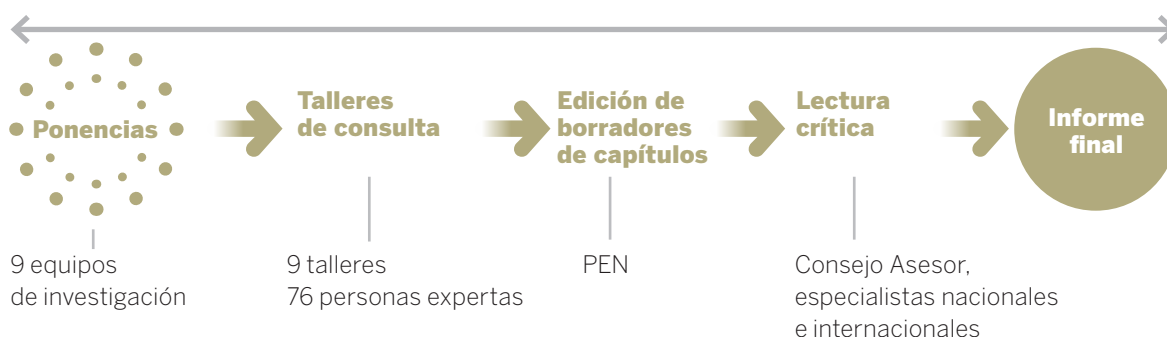 Ponencias
Talleres
de consulta
Edición de
borradores
de capítulos
Lectura
crítica
Informe
final
9 equipos
de investigación
9 talleres
76 personas expertas
PEN
Consejo Asesor,
especialistas nacionales
e internacionales